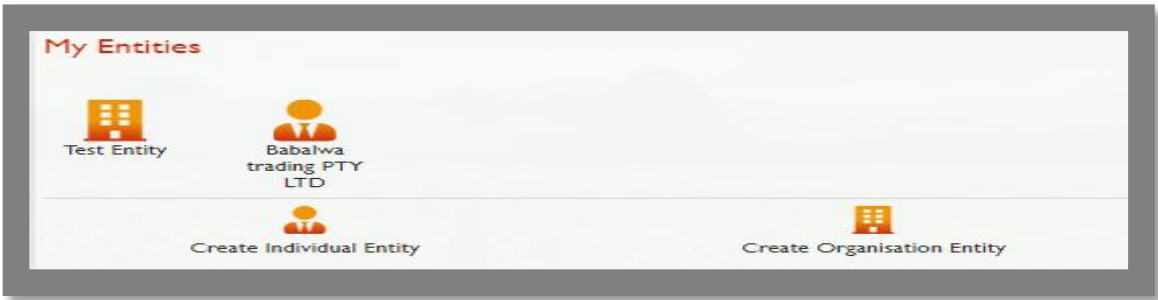 My Entities
Test Entity
Babalwa
trading PTY
LTD
Create Individual Entity
Create Organisation Entity